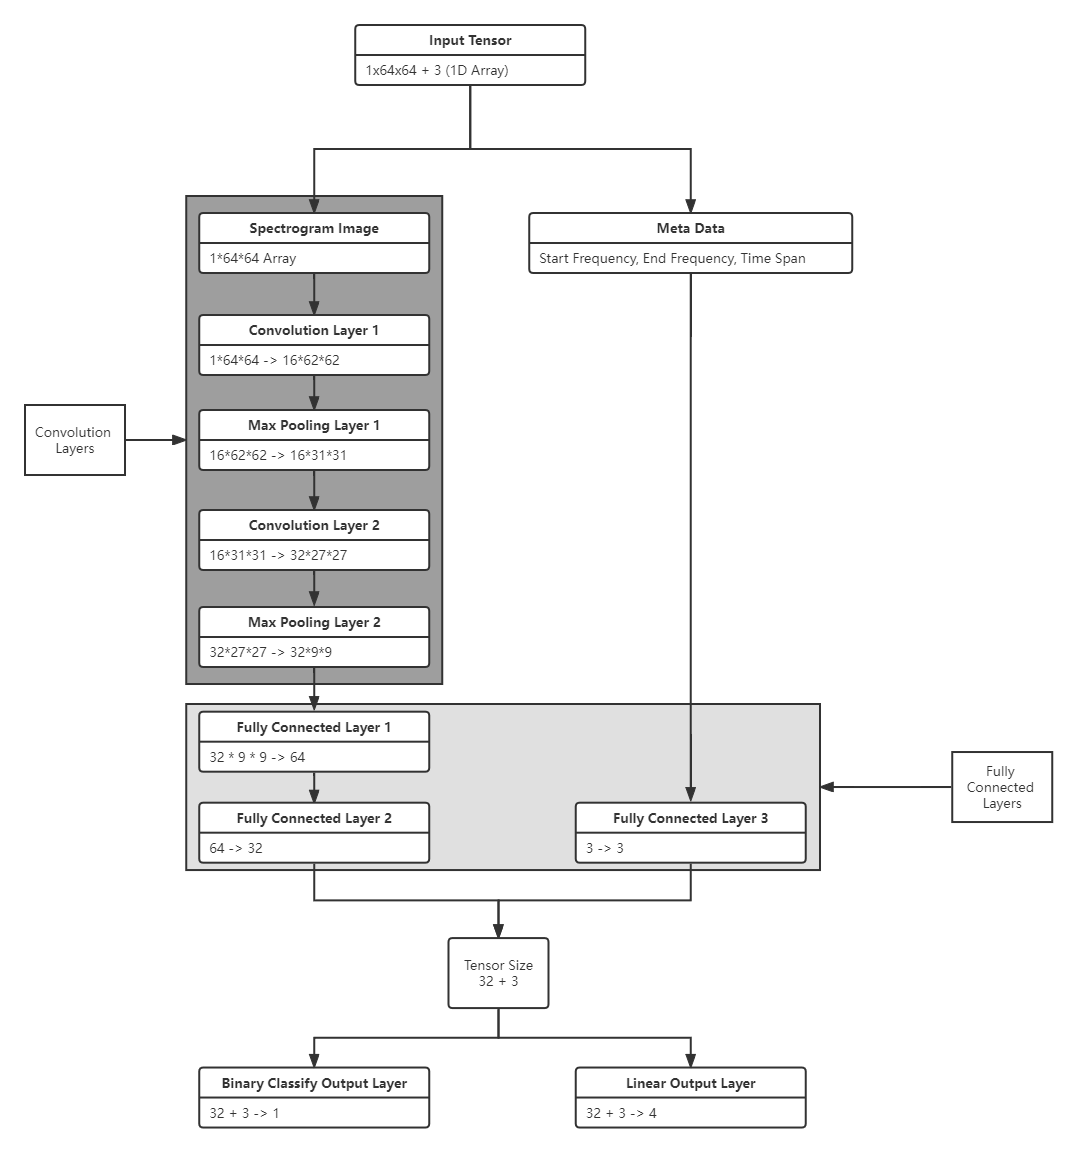 Input Tensor
1x64x64 + 3 (1D Array)
Spectrogram Image
1*64*64 Array
Meta Data
Start Frequency, End Frequency, Time Span
Convolution Layer 1
1*64*64 -> 16*62*62
Max Pooling Layer 1
16*62*62 -> 16*31*31
Convolution
Layers
Convolution Layer 2
16*31*31 -> 32*27*27
Max Pooling Layer 2
32*27*27 -> 32*9*9
Fully Connected Layer 1
32 * 9 * 9 -> 64
Fully
Connected
Layers
Fully Connected Layer 2
64 -> 32
Fully Connected Layer 3
3 -> 3
Tensor Size
32 + 3
Binary Classify Output Layer
32 + 3 -> 1
Linear Output Layer
32 + 3 -> 4